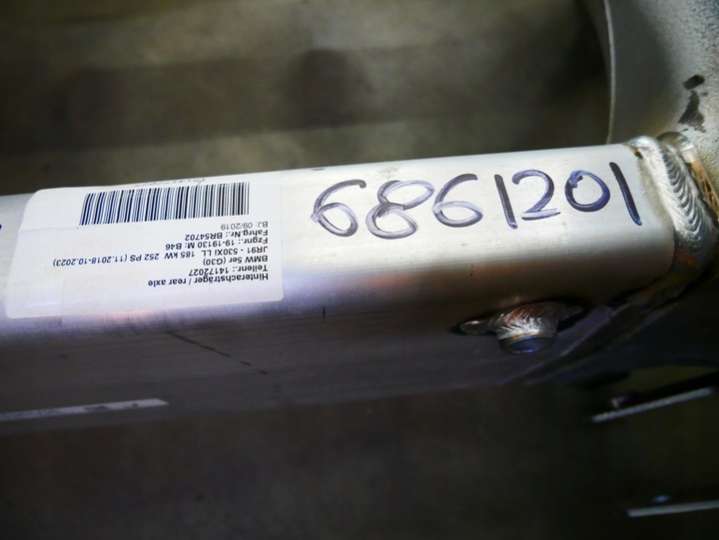 6861201
Hinterachsträger / rear axle
Teilenr.: 14172027
BMW 5er (G30)
JR91 - 530Xi LL 185 kW 252 PS (11.2018-10.2023)
Fzgnr.: 19-19130 M: B46
Fahrg.Nr.: BR54702
BJ.: 09/2019